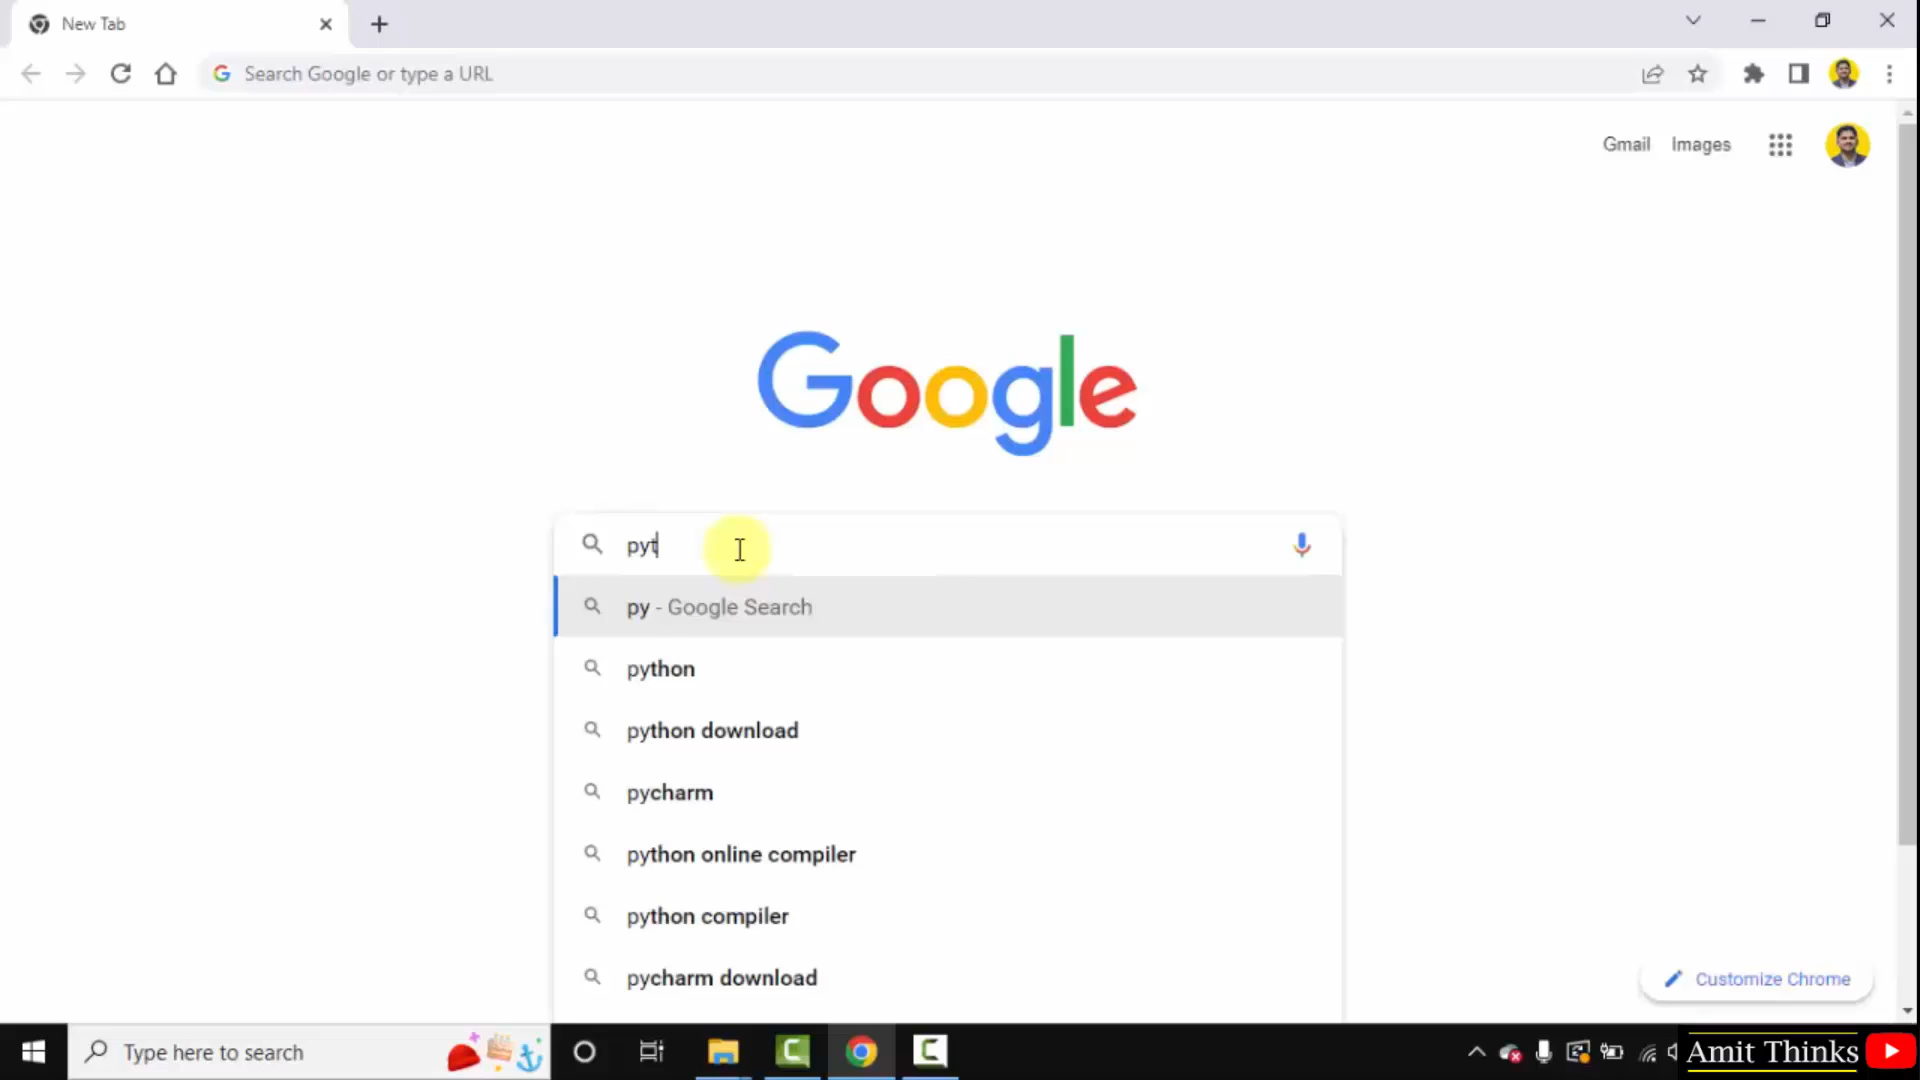 New Tab
Search Google or type a URL
Gmail Images
Google
pyt
py - Google Search
python
python download
pycharm
python online compiler
python compiler
pycharm download
Customize Chrome
Type here to search
Amit Thinks